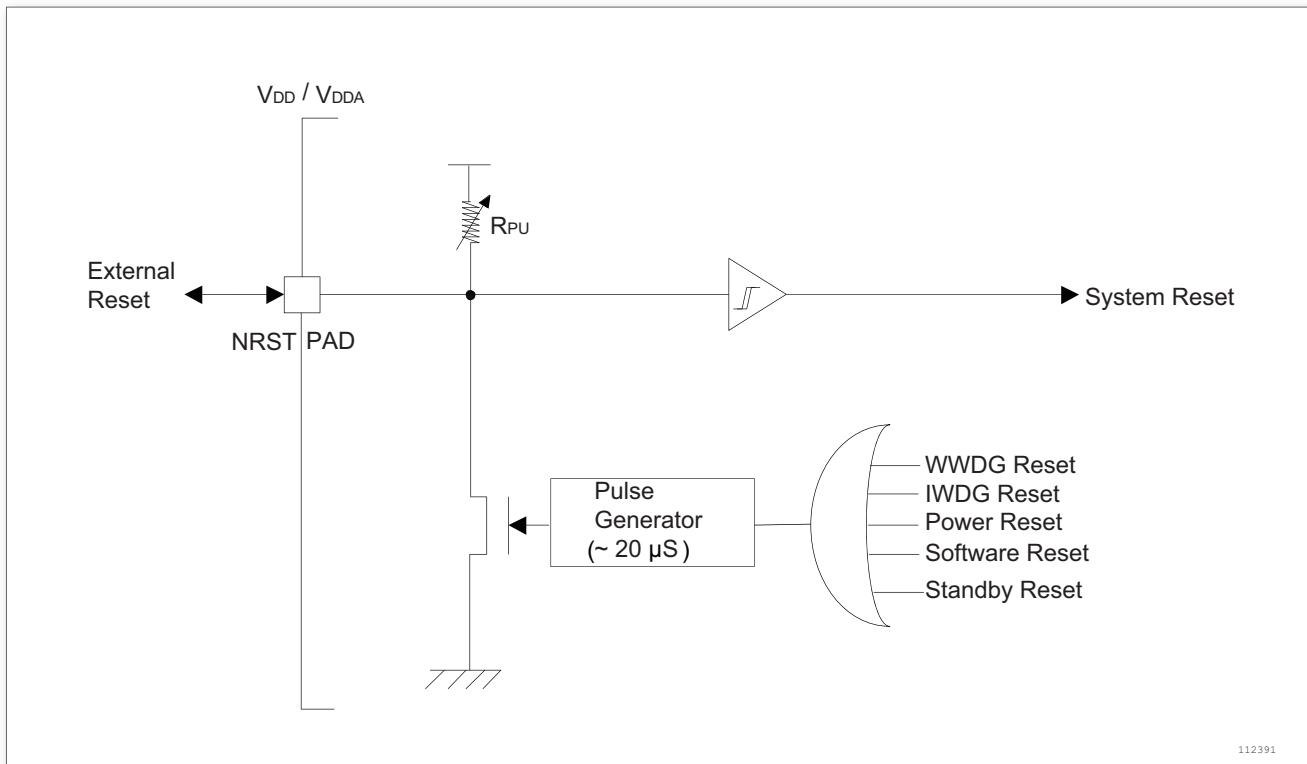 VDD / VDDA
RPU
External
Reset
System Reset
NRST PAD
WWDG Reset
IWDG Reset
Power Reset
Software Reset
Standby Reset
Pulse
Generator
(~ 20 µS)
112391